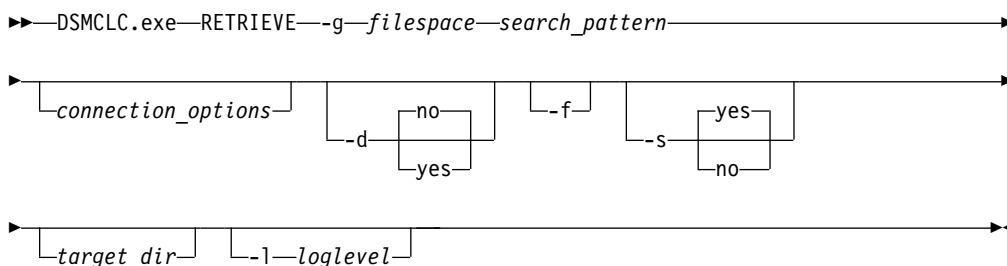 DSMCLC.exe RETRIEVE -g filespace search_pattern
no yes
connection_options -d yes -f -s no
target dir -l loglevel